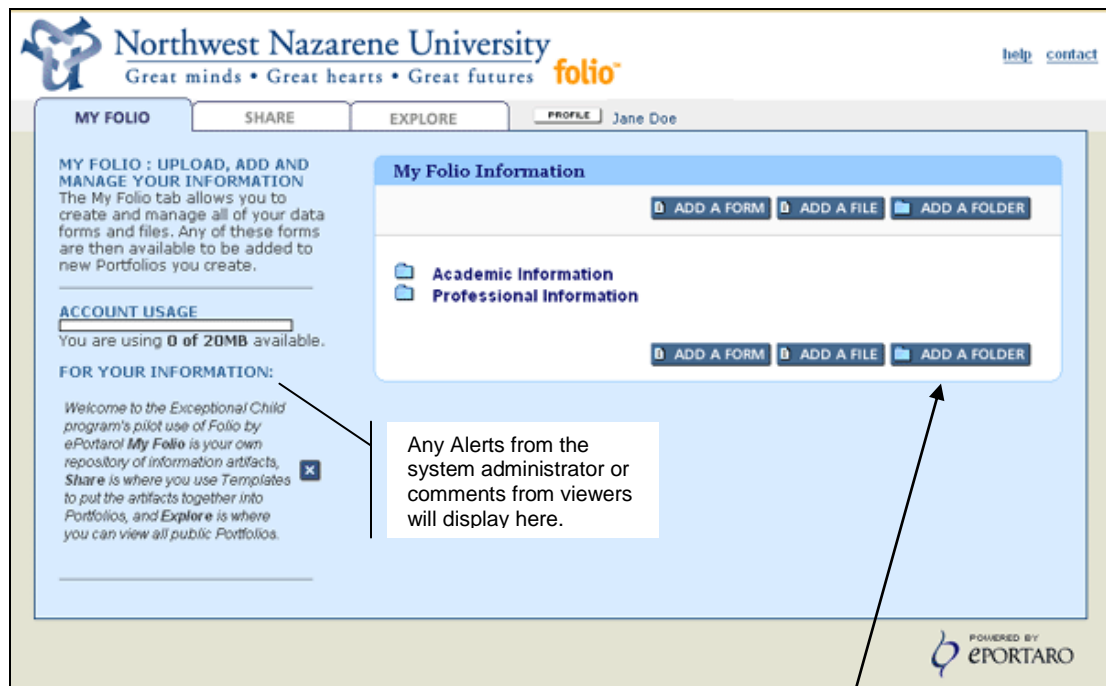 Northwest Nazarene University
Great minds • Great hearts • Great futures folio™
help contact
MY FOLIO SHARE EXPLORE PROFILE Jane Doe
MY FOLIO : UPLOAD, ADD AND
MANAGE YOUR INFORMATION
The My Folio tab allows you to
create and manage all of your data
forms and files. Any of these forms
are then available to be added to
new Portfolios you create.
ACCOUNT USAGE
You are using 0 of 20MB available.
FOR YOUR INFORMATION:
Welcome to the Exceptional Child
program's pilot use of Folio by
ePortaro! My Folio is your own
repository of information artifacts,
Share is where you use Templates
to put the artifacts together into
Portfolios, and Explore is where
you can view all public Portfolios.
My Folio Information
ADD A FORM ADD A FILE ADD A FOLDER
Academic Information
Professional Information
ADD A FORM ADD A FILE ADD A FOLDER
Any Alerts from the
system administrator or
comments from viewers
will display here.
POWERED BY
ePORTARO